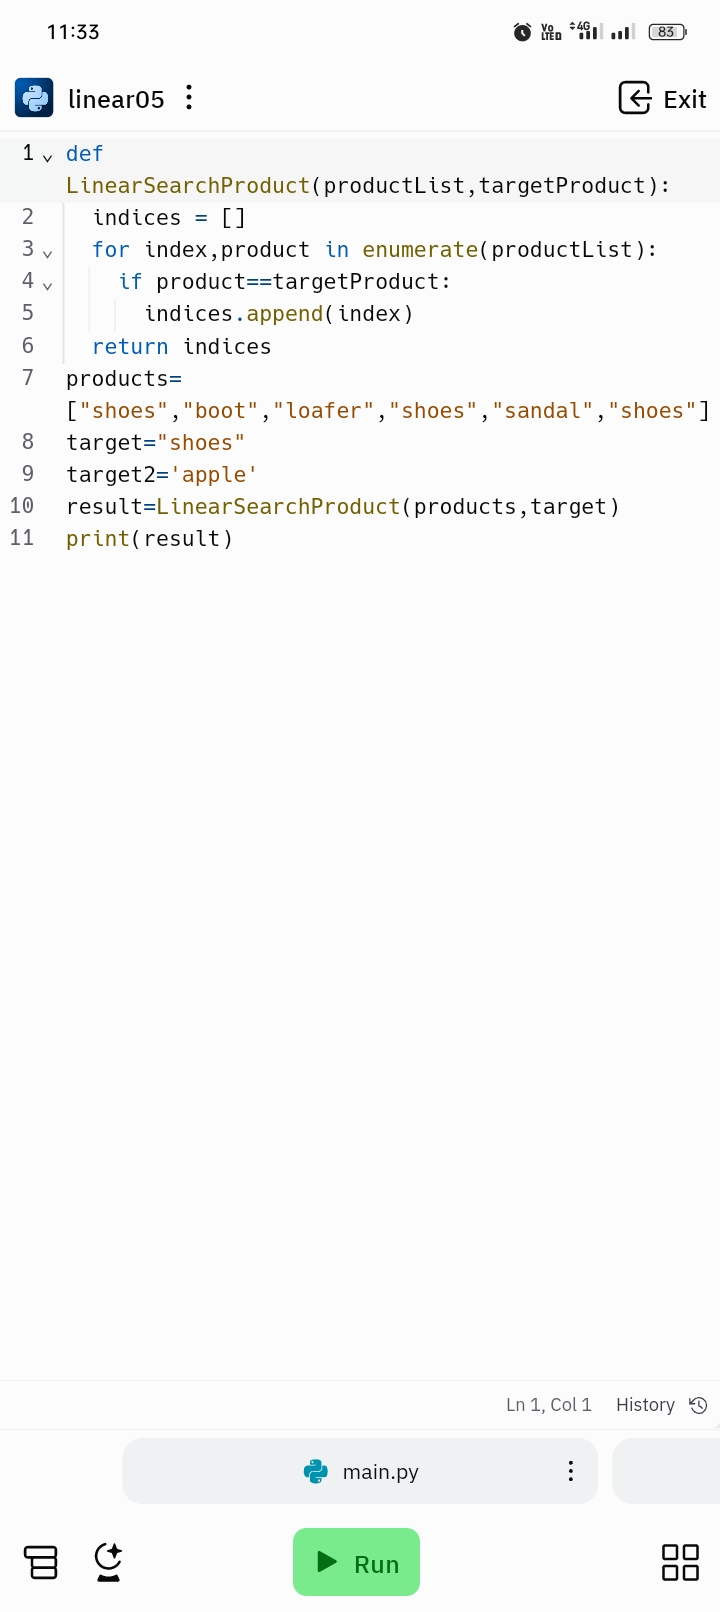 11:33
Vo LTED 4G 83
linear05
Exit
1 def
LinearSearchProduct(productList,targetProduct):
2 indices = []
3 for index,product in enumerate(productList):
4 if product==targetProduct:
5 indices.append(index)
6 return indices
7 products=
["shoes","boot","loafer","shoes","sandal","shoes"]
8 target="shoes"
9 target2='apple'
10 result=LinearSearchProduct(products,target)
11 print(result)
Ln 1, Col 1 History
main.py
Run